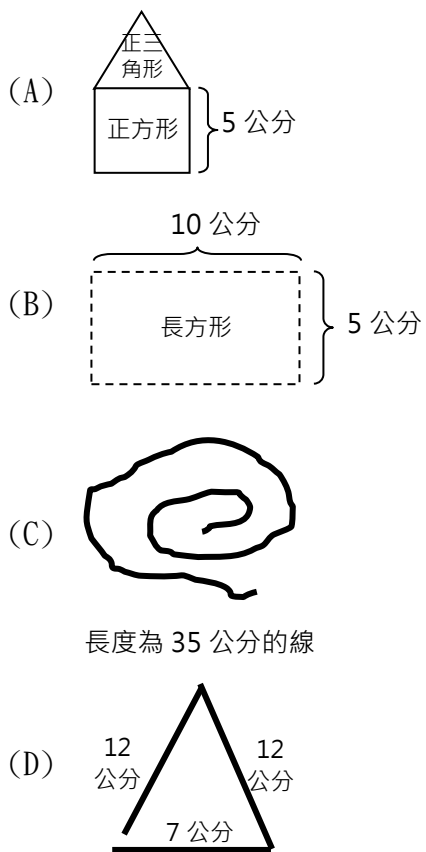 (A)
正三
角形
正方形
5 公分
10 公分
(B)
長方形
5 公分
(C)
長度為 35 公分的線
(D)
12
公分
12
公分
7 公分